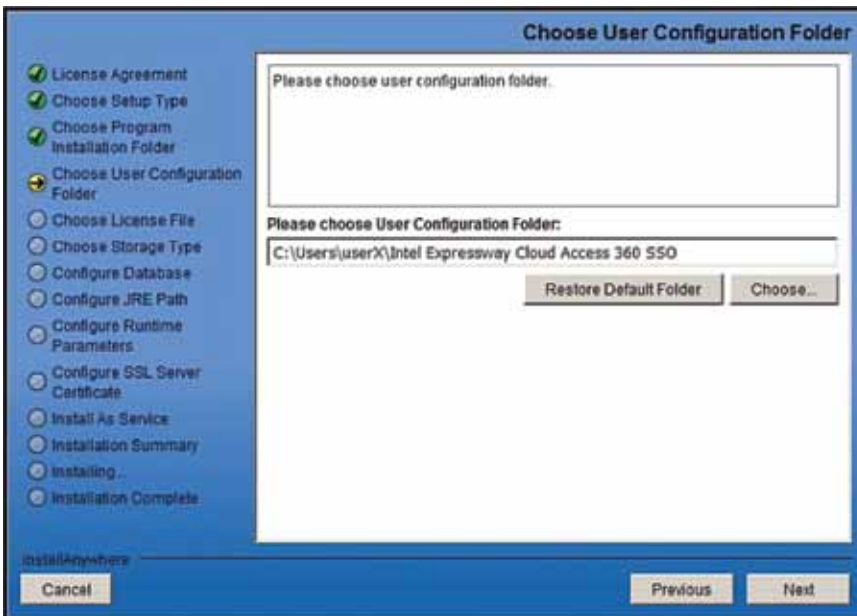 Choose User Configuration Folder
License Agreement
Choose Setup Type
Choose Program
Installation Folder
Choose User Configuration
Folder
Choose License File
Choose Storage Type
Configure Database
Configure JRE Path
Configure Runtime
Parameters
Configure SSL Server
Certificate
Install As Service
Installation Summary
Installing...
Installation Complete
Please choose user configuration folder.
Please choose User Configuration Folder:
C:\Users\userX\Intel Expressway Cloud Access 360 SSO
Restore Default Folder
Choose...
InstallAnywhere
Cancel
Previous
Next